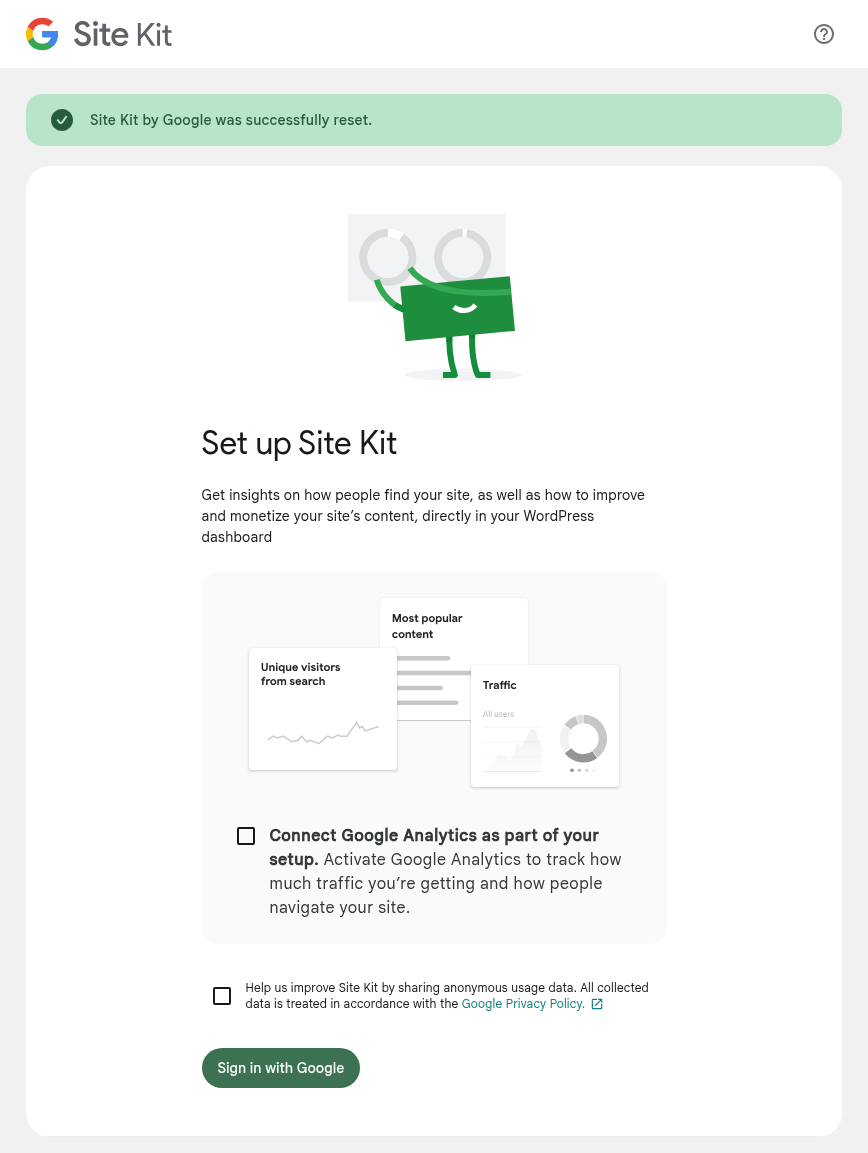 Site Kit
Site Kit by Google was successfully reset.
Set up Site Kit
Get insights on how people find your site, as well as how to improve
and monetize your site’s content, directly in your WordPress
dashboard
Most popular
content
Unique visitors
from search
Traffic
All users
Connect Google Analytics as part of your
setup. Activate Google Analytics to track how
much traffic you’re getting and how people
navigate your site.
Help us improve Site Kit by sharing anonymous usage data. All collected
data is treated in accordance with the Google Privacy Policy.
Sign in with Google